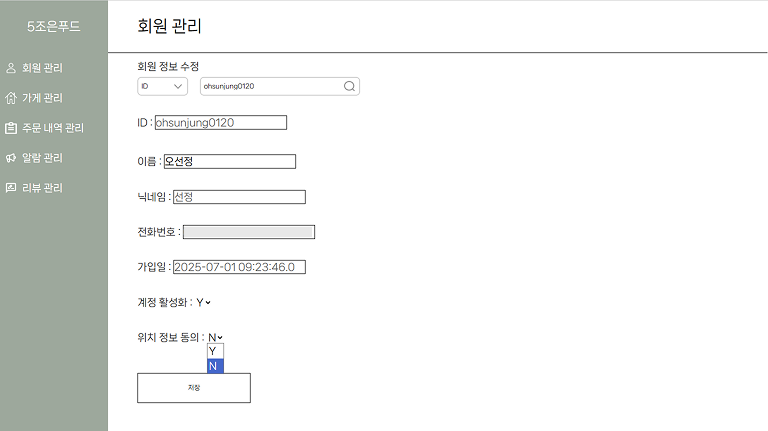 5조은푸드
회원 관리
가게 관리
주문 내역 관리
알람 관리
리뷰 관리
회원 관리
회원 정보 수정
ID ohsunjung0120
ID : ohsunjung0120
이름 : 오선정
닉네임 : 선정
전화번호 :
가입일 : 2025-07-01 09:23:46.0
계정 활성화 : Y
위치 정보 동의 : N
Y
N
저장